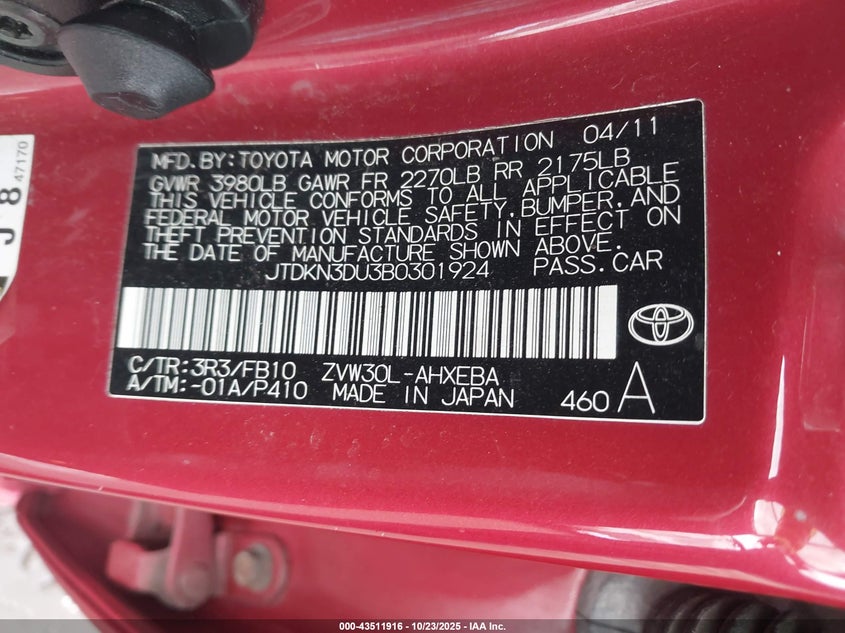 MFD. BY: TOYOTA MOTOR CORPORATION 04/11
GVWR 3980LB GAWR FR 2270LB RR 2175LB
THIS VEHICLE CONFORMS TO ALL APPLICABLE
FEDERAL MOTOR VEHICLE SAFETY, BUMPER, AND
THEFT PREVENTION STANDARDS IN EFFECT ON
THE DATE OF MANUFACTURE SHOWN ABOVE.
JTDKN3DU3B0301924 PASS. CAR
C/TR: 3R3/FB10 ZVW30L-AHXEBA
A/TM: -01A/P410 MADE IN JAPAN 460 A
J 8 47170
000-43511916 - 10/23/2025 - IAA Inc.